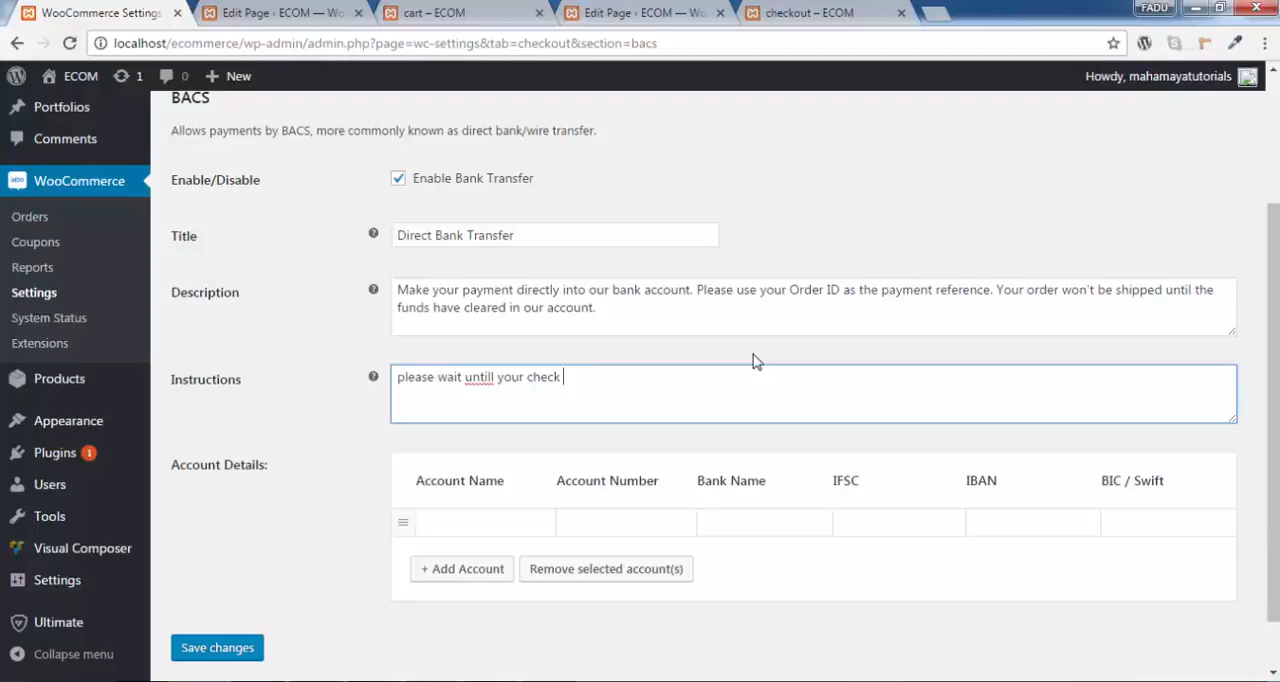 WooCommerce Settings
Edit Page ‹ ECOM — Wo
cart – ECOM
Edit Page ‹ ECOM — Wo
checkout – ECOM
FADU
localhost/ecommerce/wp-admin/admin.php?page=wc-settings&tab=checkout&section=bacs
ECOM 1 0 New
Howdy, mahamayatutorials
Portfolios
Comments
WooCommerce
Orders
Coupons
Reports
Settings
System Status
Extensions
Products
Appearance
Plugins 1
Users
Tools
Visual Composer
Settings
Ultimate
Collapse menu
BACS
Allows payments by BACS, more commonly known as direct bank/wire transfer.
Enable/Disable
Enable Bank Transfer
Title
Direct Bank Transfer
Description
Make your payment directly into our bank account. Please use your Order ID as the payment reference. Your order won't be shipped until the
funds have cleared in our account.
Instructions
please wait untill your check
Account Details:
Account Name Account Number Bank Name IFSC IBAN BIC / Swift
+ Add Account Remove selected account(s)
Save changes